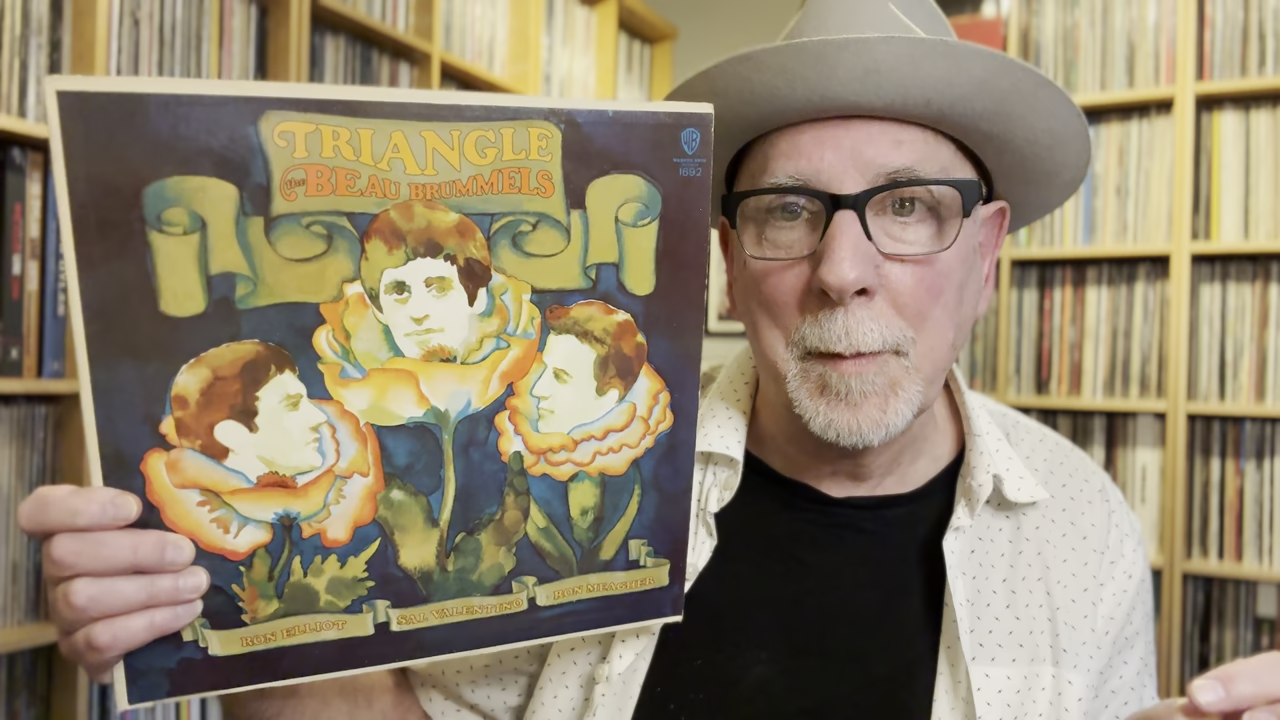 TRIANGLE
the BEAU BRUMMELS
WB
1692
RON ELLIOT
SAL VALENTINO
RON MEAGHER